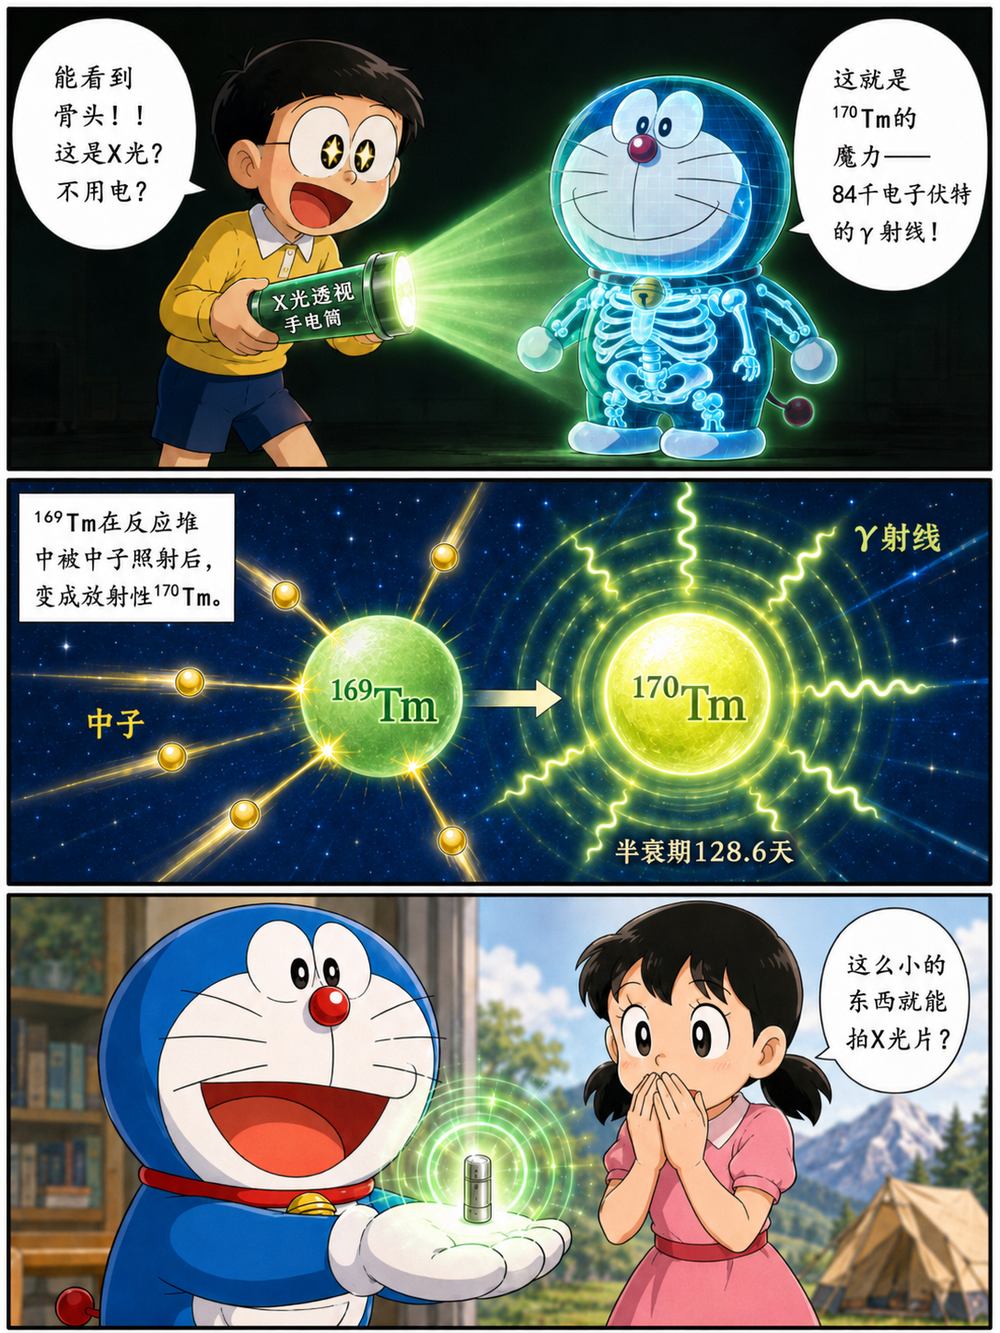 能看到
骨头！！
这是X光？
不用电？
这就是
¹⁷⁰Tm的
魔力——
84千电子伏特
的γ射线！
X光透视
手电筒
¹⁶⁹Tm在反应堆
中被中子照射后，
变成放射性¹⁷⁰Tm。
γ射线
中子
¹⁶⁹Tm
¹⁷⁰Tm
半衰期128.6天
这么小的
东西就能
拍X光片？